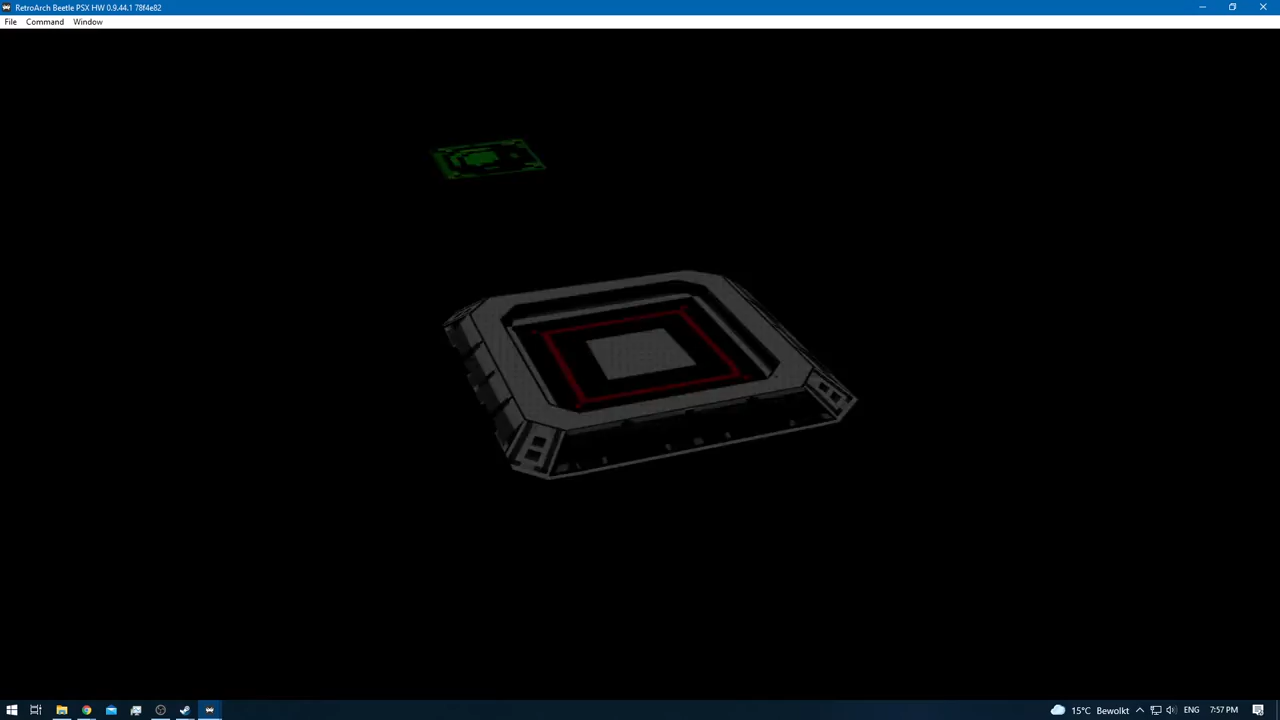 RetroArch Beetle PSX HW 0.9.44.1 78f4e82
File Command Window
15°C Bewolkt ENG 7:57 PM